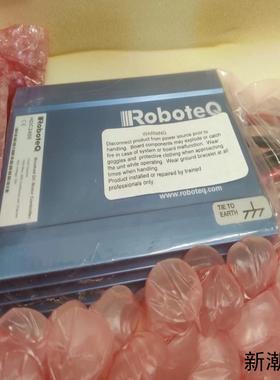 RoboteQ
WARNING
Disconnect product from power source prior to
handling. Board components may explode or catch
fire in case of system or board malfunction. Wear
goggles and protective clothing when approaching
the unit while operating. Wear ground bracelet at all
times when handling.
Product installed or repaired by trained
professionals only.
www.roboteq.com
TIE TO
EARTH
RoboteQ
新潮